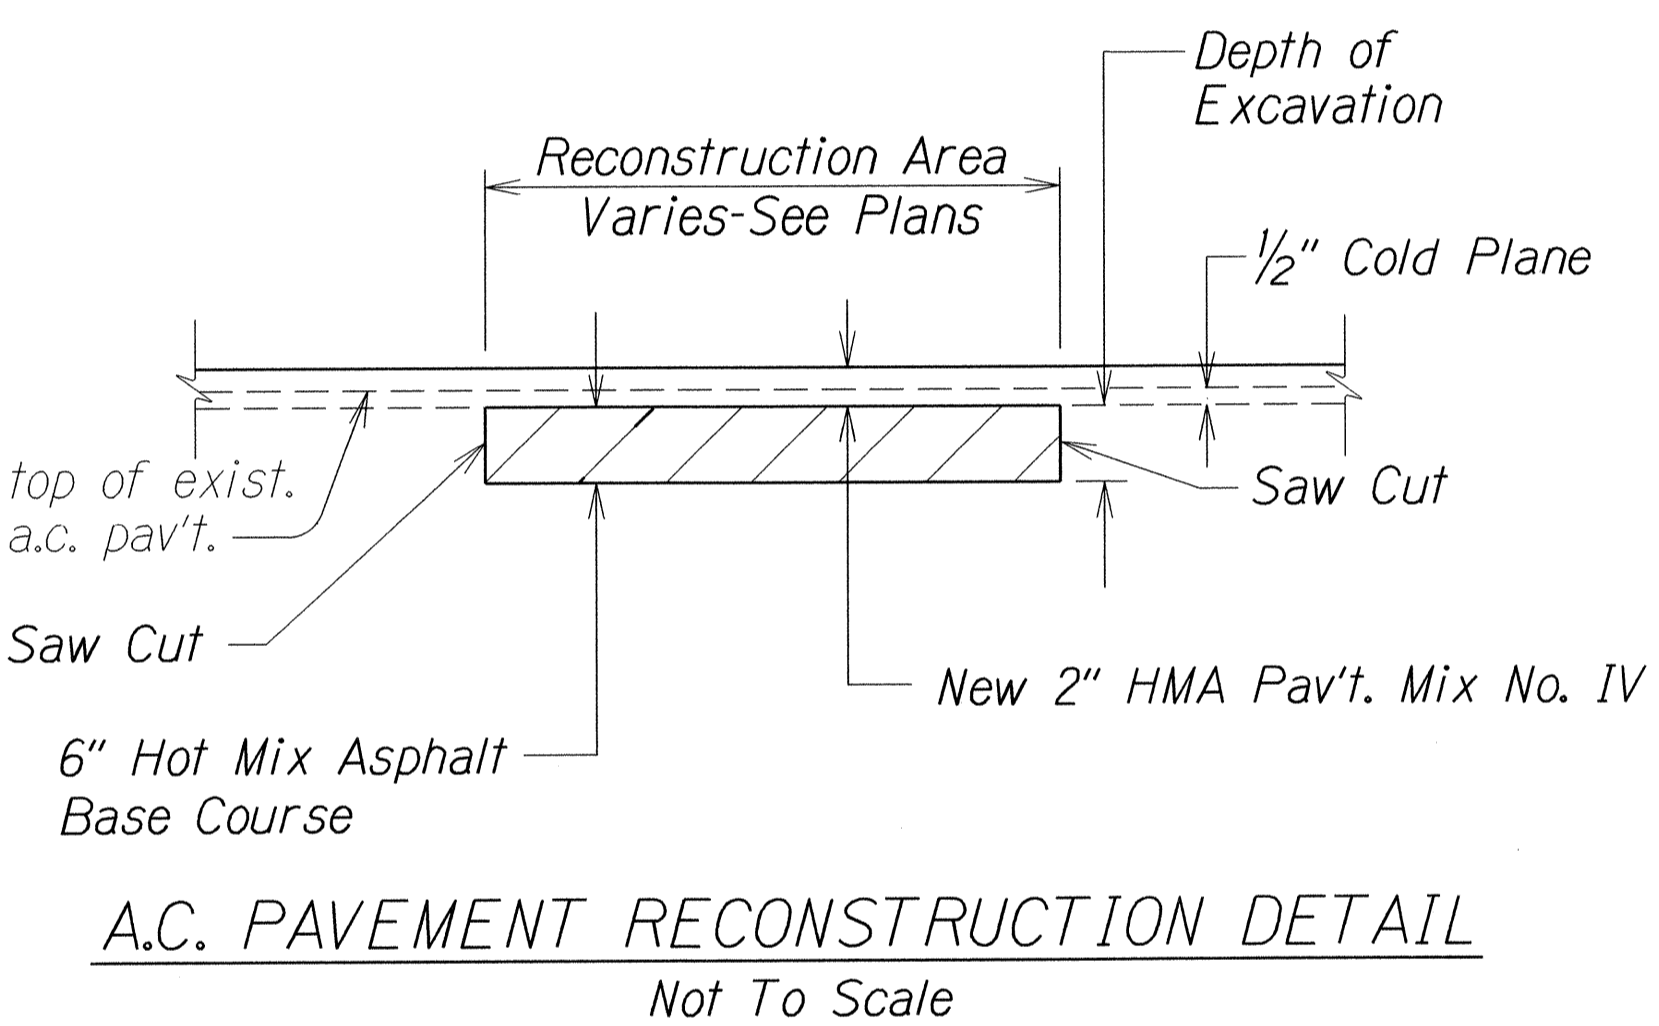 Depth of
Excavation
Reconstruction Area
Varies-See Plans
½" Cold Plane
top of exist.
a.c. pav't.
Saw Cut
Saw Cut
New 2" HMA Pav't. Mix No. IV
6" Hot Mix Asphalt
Base Course
A.C. PAVEMENT RECONSTRUCTION DETAIL
Not To Scale